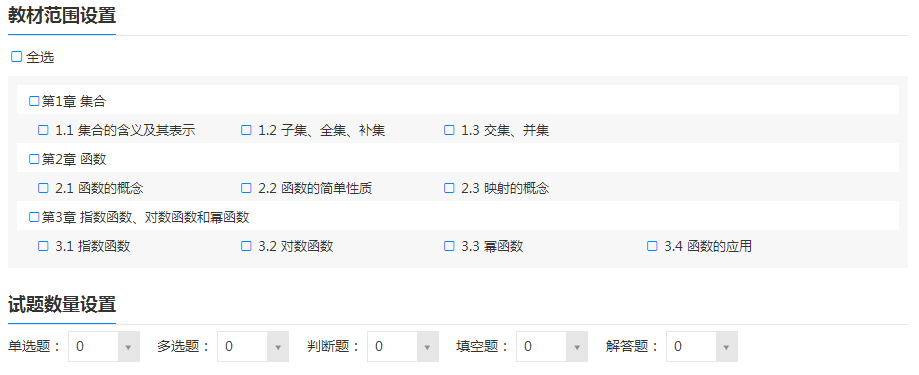 教材范围设置
全选
第1章 集合
1.1 集合的含义及其表示 1.2 子集、全集、补集 1.3 交集、并集
第2章 函数
2.1 函数的概念 2.2 函数的简单性质 2.3 映射的概念
第3章 指数函数、对数函数和幂函数
3.1 指数函数 3.2 对数函数 3.3 幂函数 3.4 函数的应用
试题数量设置
单选题： 0 多选题： 0 判断题： 0 填空题： 0 解答题： 0